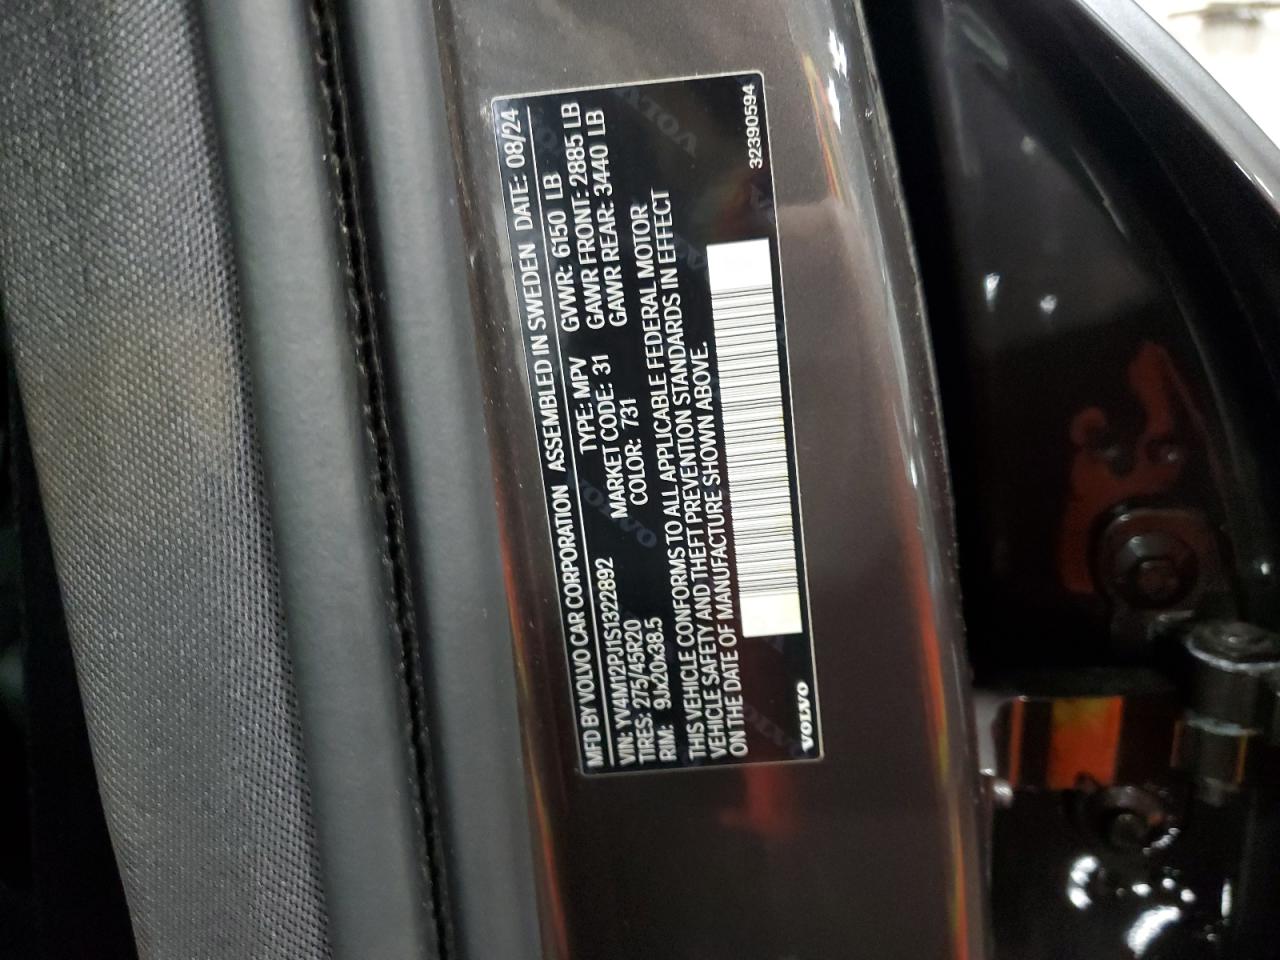 MFD BY VOLVO CAR CORPORATION ASSEMBLED IN SWEDEN DATE: 08/24
VIN: YV4M12PJ1S1322892 TYPE: MPV GVWR: 6150 LB
TIRES: 275/45R20 MARKET CODE: 31 GAWR FRONT: 2885 LB
RIM: 9Jx20x38.5 COLOR: 731 GAWR REAR: 3440 LB
THIS VEHICLE CONFORMS TO ALL APPLICABLE FEDERAL MOTOR
VEHICLE SAFETY AND THEFT PREVENTION STANDARDS IN EFFECT
ON THE DATE OF MANUFACTURE SHOWN ABOVE.
VOLVO 32390594